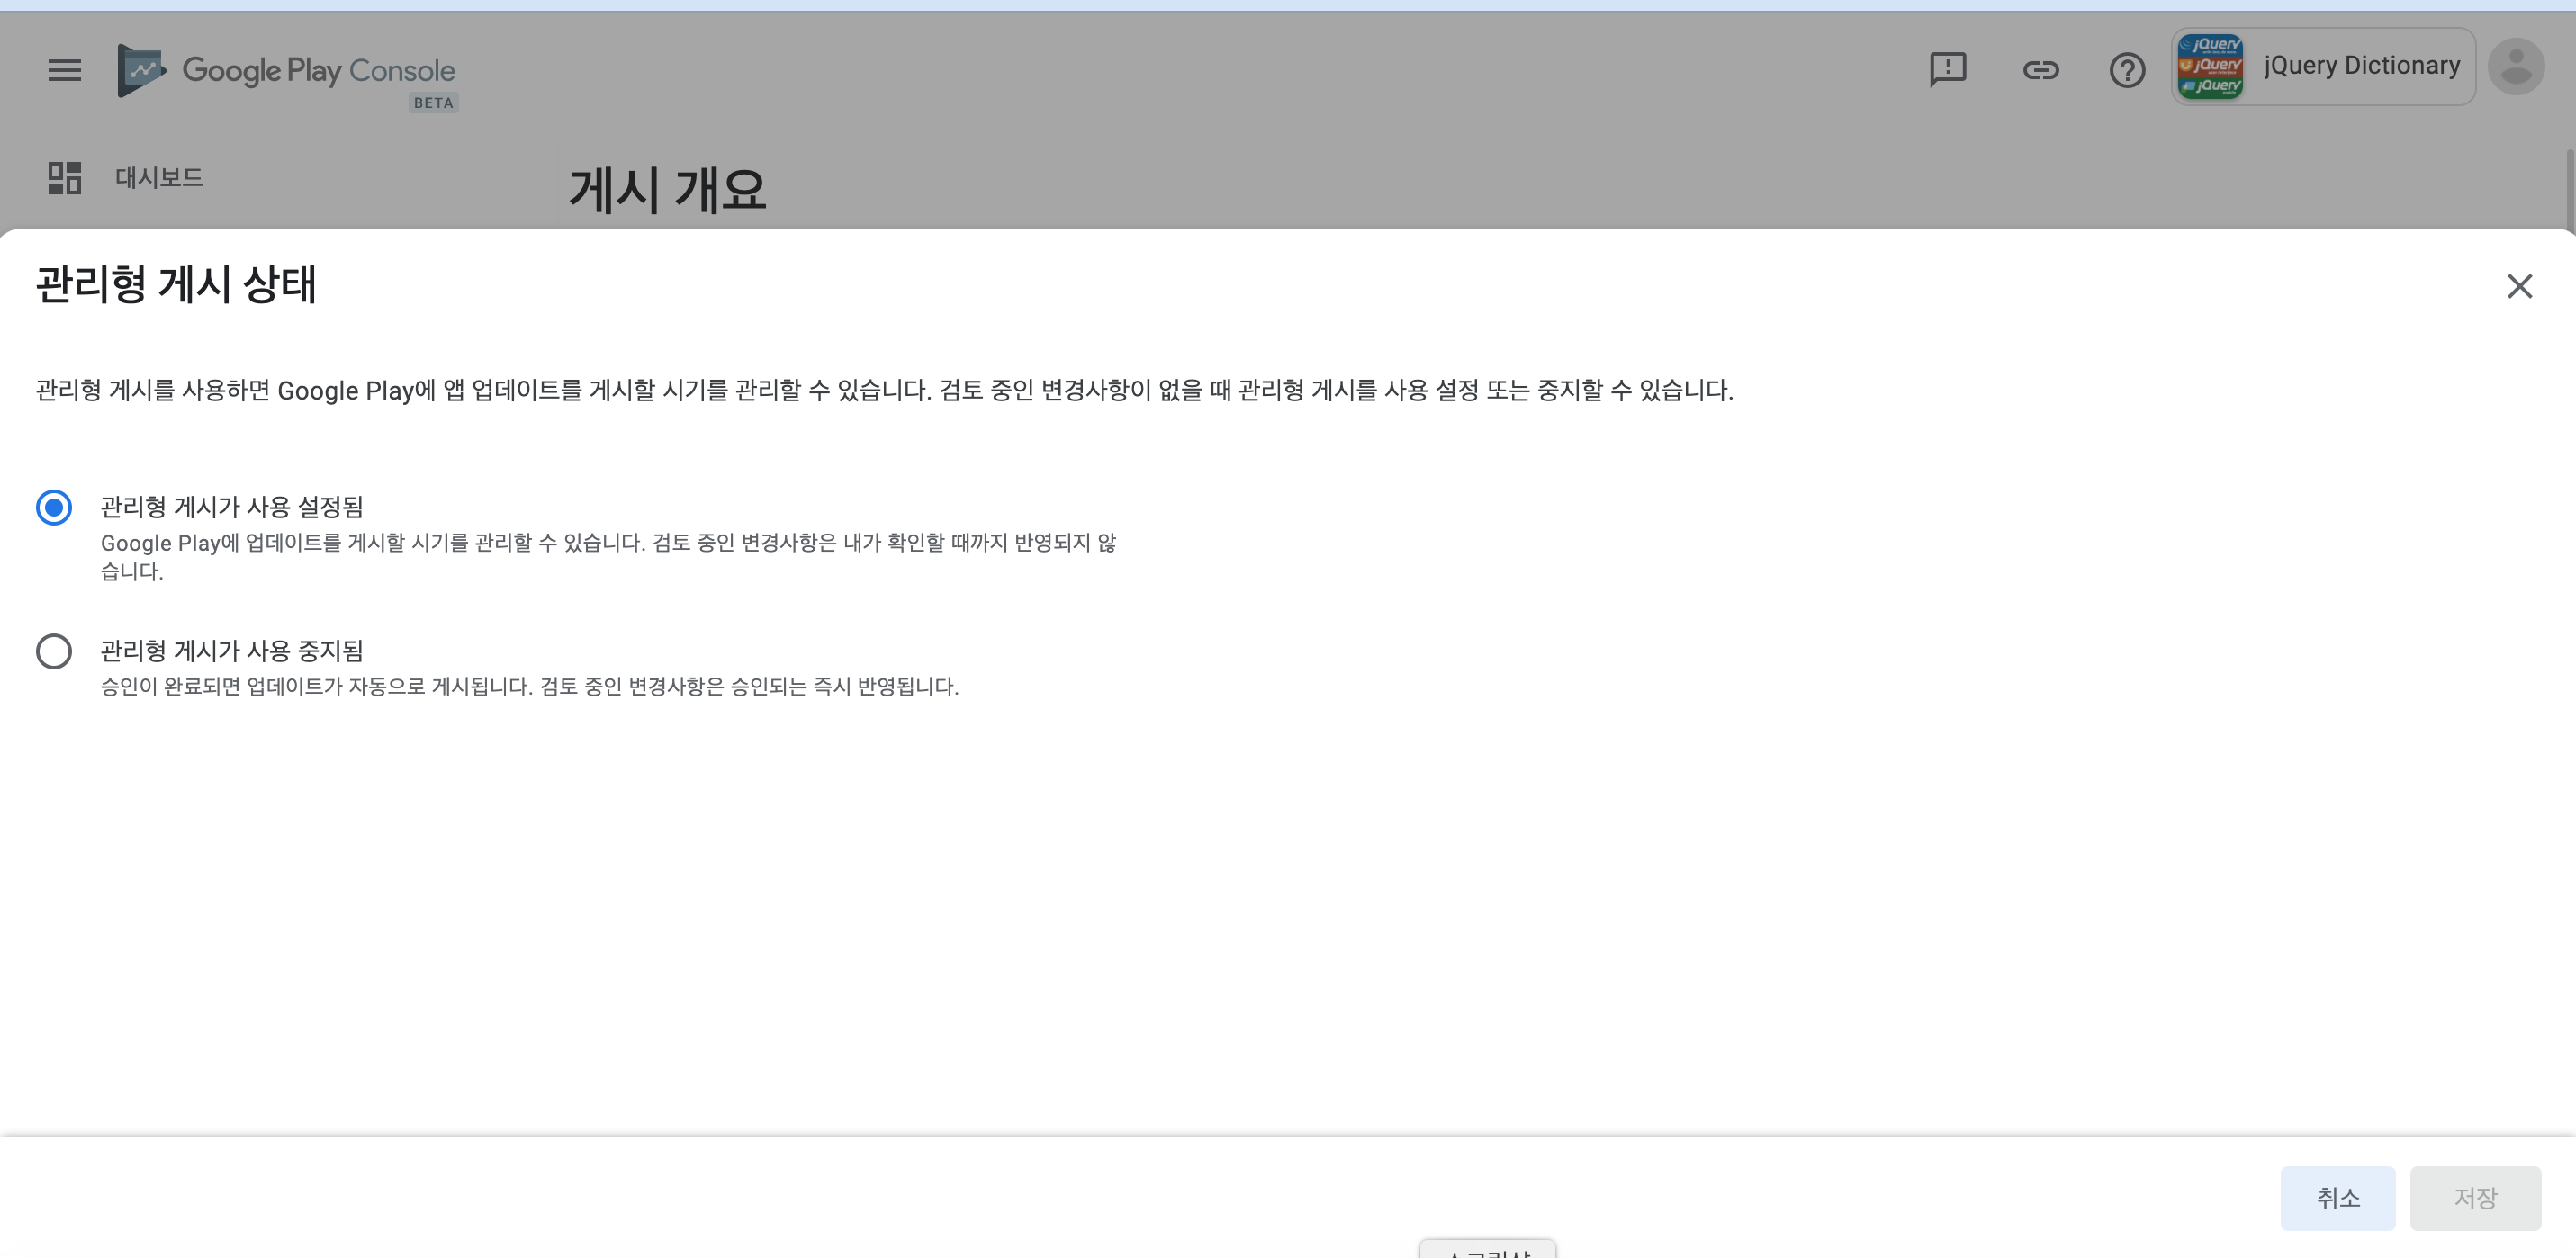 Google Play Console
BETA
jQuery
jQuery
jQuery
jQuery Dictionary
대시보드
게시 개요
관리형 게시 상태
관리형 게시를 사용하면 Google Play에 앱 업데이트를 게시할 시기를 관리할 수 있습니다. 검토 중인 변경사항이 없을 때 관리형 게시를 사용 설정 또는 중지할 수 있습니다.
관리형 게시가 사용 설정됨
Google Play에 업데이트를 게시할 시기를 관리할 수 있습니다. 검토 중인 변경사항은 내가 확인할 때까지 반영되지 않
습니다.
관리형 게시가 사용 중지됨
승인이 완료되면 업데이트가 자동으로 게시됩니다. 검토 중인 변경사항은 승인되는 즉시 반영됩니다.
취소
저장